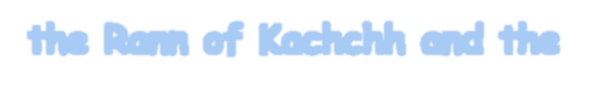 the Rann of Kachchh and the